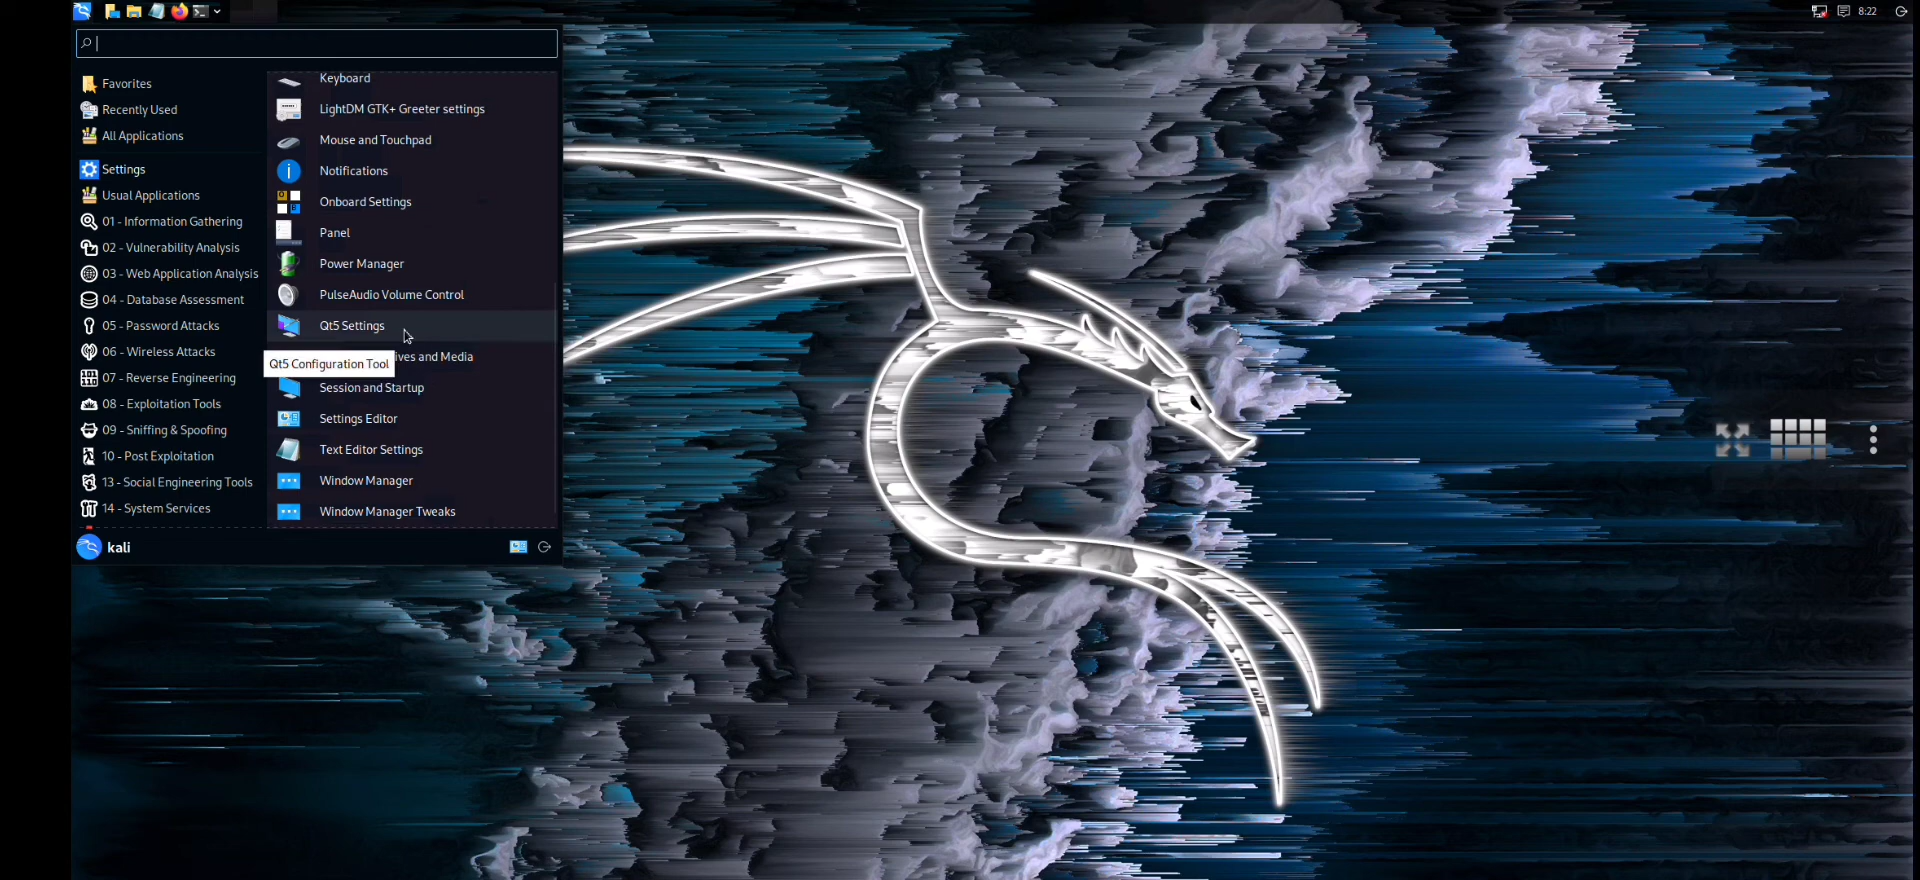 8:22
Favorites
Recently Used
All Applications
Settings
Usual Applications
01 - Information Gathering
02 - Vulnerability Analysis
03 - Web Application Analysis
04 - Database Assessment
05 - Password Attacks
06 - Wireless Attacks
07 - Reverse Engineering
08 - Exploitation Tools
09 - Sniffing & Spoofing
10 - Post Exploitation
13 - Social Engineering Tools
14 - System Services
Keyboard
LightDM GTK+ Greeter settings
Mouse and Touchpad
Notifications
Onboard Settings
Panel
Power Manager
PulseAudio Volume Control
Qt5 Settings
ives and Media
Qt5 Configuration Tool
Session and Startup
Settings Editor
Text Editor Settings
Window Manager
Window Manager Tweaks
kali